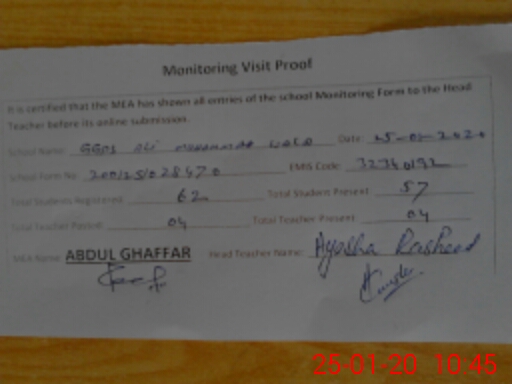 Monitoring Visit Proof
It is certified that the MEA has shown all entries of the school Monitoring Form to the Head
Teacher before its online submission.
School Name: GGPS Ali Date:
School Form No:
EMIS Code:
Total Students Registered: 62 Total Student Present: 57
Total Teacher Posted: 04 Total Teacher Present: 04
MEA Name: ABDUL GHAFFAR Head Teacher Name: Ayesha Rasheed
25-01-20 10:45